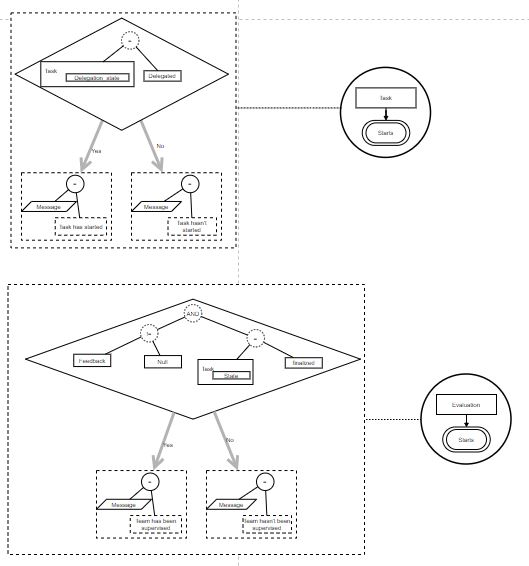 =
Task
Delegation_state
Delegated
Yes
No
=
Message
Task has started
=
Message
Task hasn't
started
Task
Starts
AND
!=
=
Feedback
Null
Task
State
finalized
Yes
No
=
Message
Team has been
supervised
=
Message
Team hasn't been
supervised
Evaluation
Starts